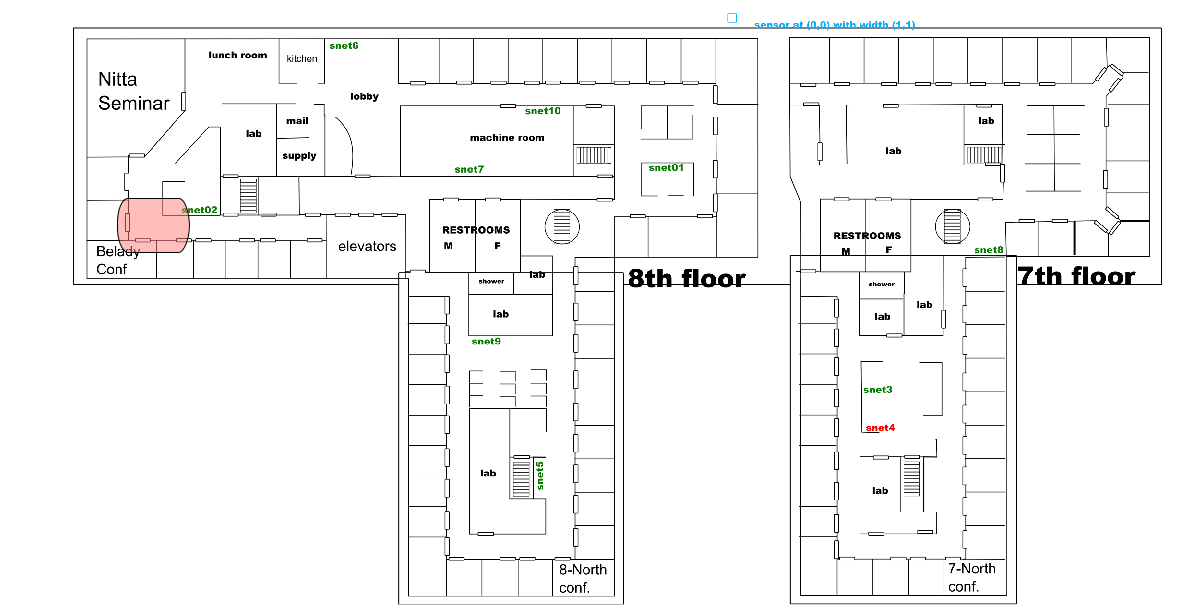 sensor at (0,0) with width (1,1)
snet6
lunch room
kitchen
Nitta
Seminar
lobby
snet10
mail
lab
machine room
supply
snet7
snet01
snet02
RESTROOMS
M F
elevators
Belady
Conf
lab
shower
8th floor
lab
snet9
lab
snet5
8-North
conf.
lab
lab
RESTROOMS
M F
snet8
7th floor
shower
lab
lab
snet3
snet4
lab
7-North
conf.